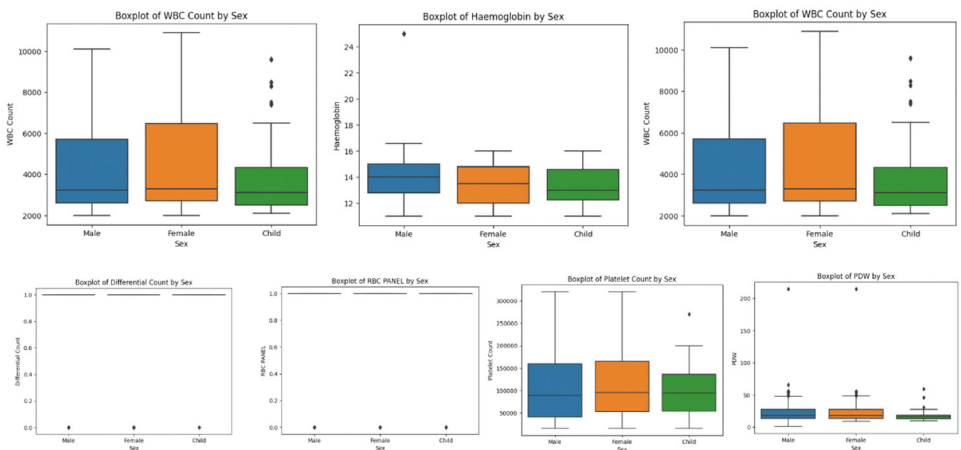 Boxplot of WBC Count by Sex
WBC Count
10000
8000
6000
4000
2000
Male Female Child
Sex
Boxplot of Haemoglobin by Sex
Haemoglobin
24
22
20
18
16
14
12
Male Female Child
Sex
Boxplot of WBC Count by Sex
WBC Count
10000
8000
6000
4000
2000
Male Female Child
Sex
Boxplot of Differential Count by Sex
Differential Count
1.0
0.8
0.6
0.4
0.2
0.0
Male Female Child
Sex
Boxplot of RBC PANEL by Sex
RBC PANEL
1.0
0.8
0.6
0.4
0.2
0.0
Male Female Child
Sex
Boxplot of Platelet Count by Sex
Platelet Count
300000
250000
200000
150000
100000
50000
Male Female Child
Sex
Boxplot of PDW by Sex
PDW
200
150
100
50
0
Male Female Child
Sex